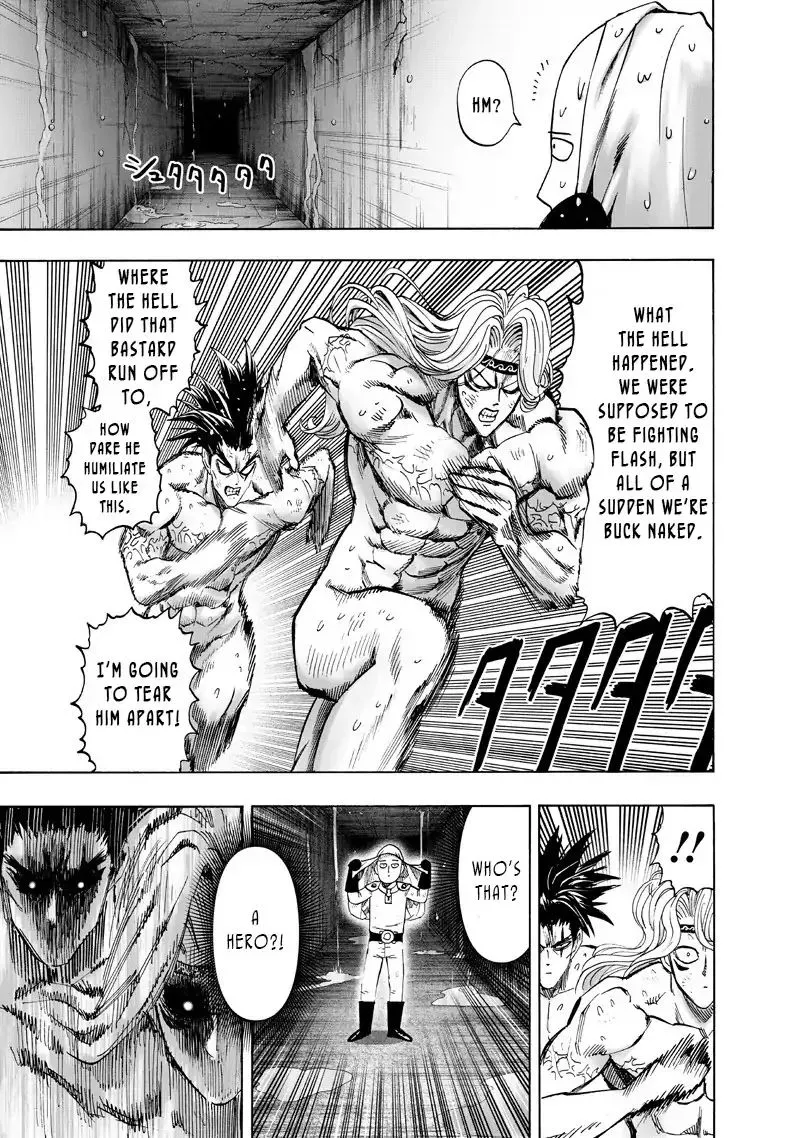 HM?
シュタタタタ
WHAT
THE HELL
HAPPENED.
WE WERE
SUPPOSED TO
BE FIGHTING
FLASH, BUT
ALL OF A
SUDDEN WE'RE
BUCK NAKED.
WHERE
THE HELL
DID THAT
BASTARD
RUN OFF
TO,
HOW
DARE HE
HUMILIATE
US LIKE
THIS.
I'M GOING
TO TEAR
HIM APART!
タタタタ
!!
WHO'S
THAT?
A
HERO?!